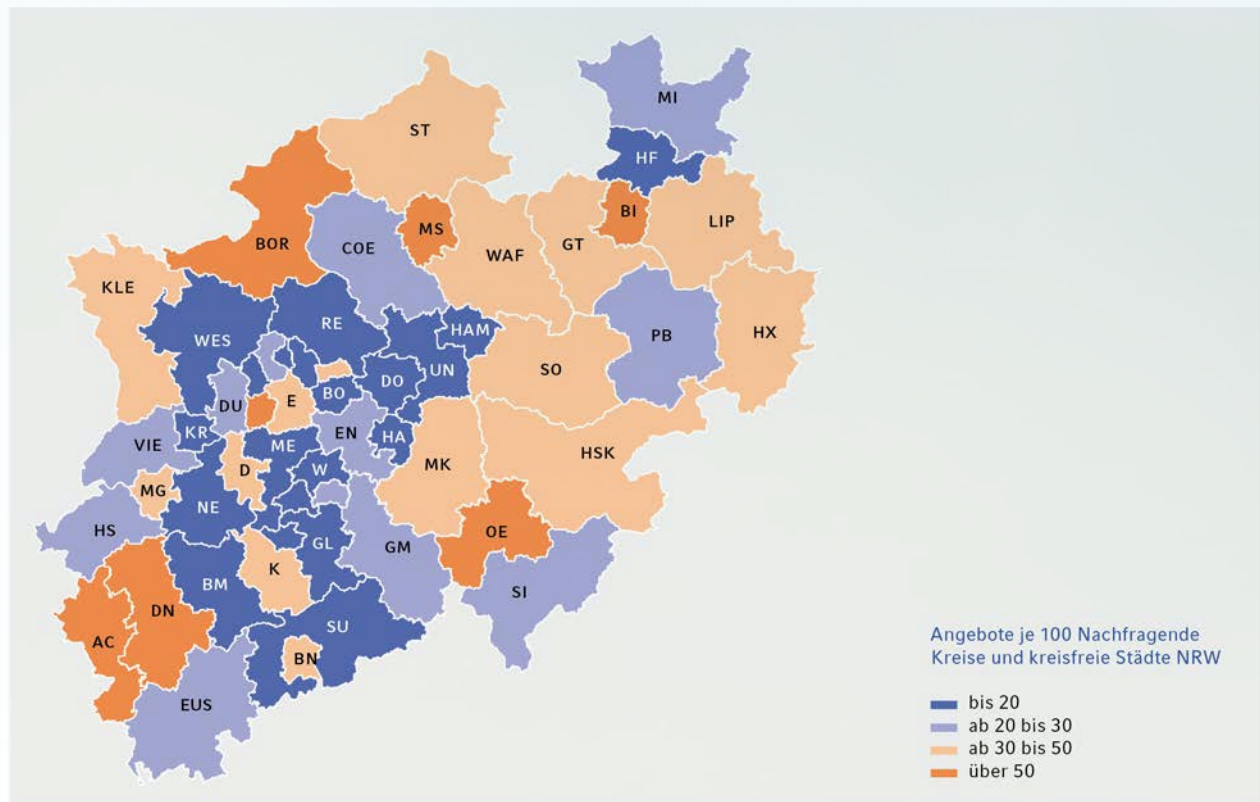 MI
ST
HF
BI
LIP
MS
BOR
COE
WAF
GT
KLE
RE
HAM
WES
PB
HX
UN
SO
DO
BO
E
DU
KR
EN
HA
VIE
ME
HSK
MK
D
W
MG
NE
HS
OE
GL
GM
K
BM
SI
DN
SU
AC
BN
EUS
Angebote je 100 Nachfragende
Kreise und kreisfreie Städte NRW
bis 20
ab 20 bis 30
ab 30 bis 50
über 50